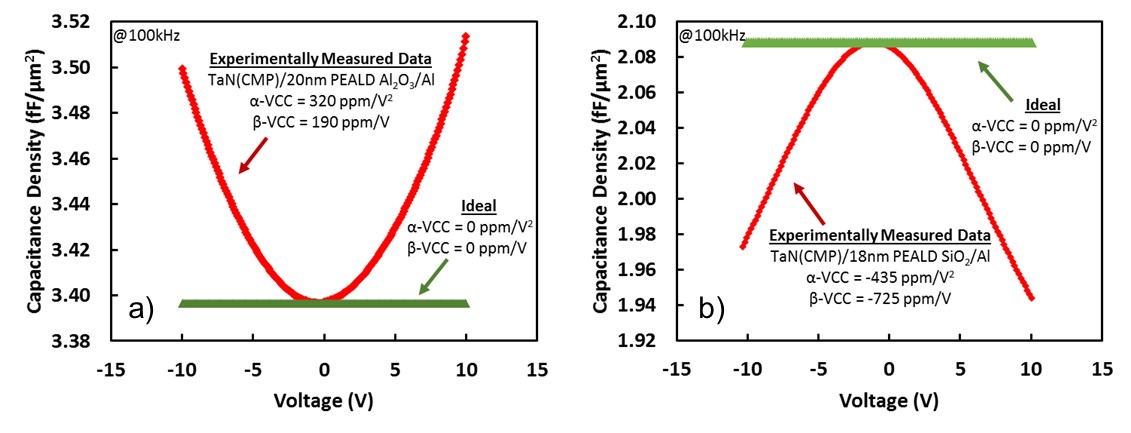 3.52
3.50
3.48
3.46
3.44
3.42
3.40
3.38
Capacitance Density (fF/μm²)
@100kHz
Experimentally Measured Data
TaN(CMP)/20nm PEALD Al₂O₃/Al
α-VCC = 320 ppm/V²
β-VCC = 190 ppm/V
Ideal
α-VCC = 0 ppm/V²
β-VCC = 0 ppm/V
a)
-15 -10 -5 0 5 10 15
Voltage (V)
2.10
2.08
2.06
2.04
2.02
2.00
1.98
1.96
1.94
1.92
Capacitance Density (fF/μm²)
@100kHz
Ideal
α-VCC = 0 ppm/V²
β-VCC = 0 ppm/V
Experimentally Measured Data
TaN(CMP)/18nm PEALD SiO₂/Al
α-VCC = -435 ppm/V²
β-VCC = -725 ppm/V
b)
-15 -10 -5 0 5 10 15
Voltage (V)